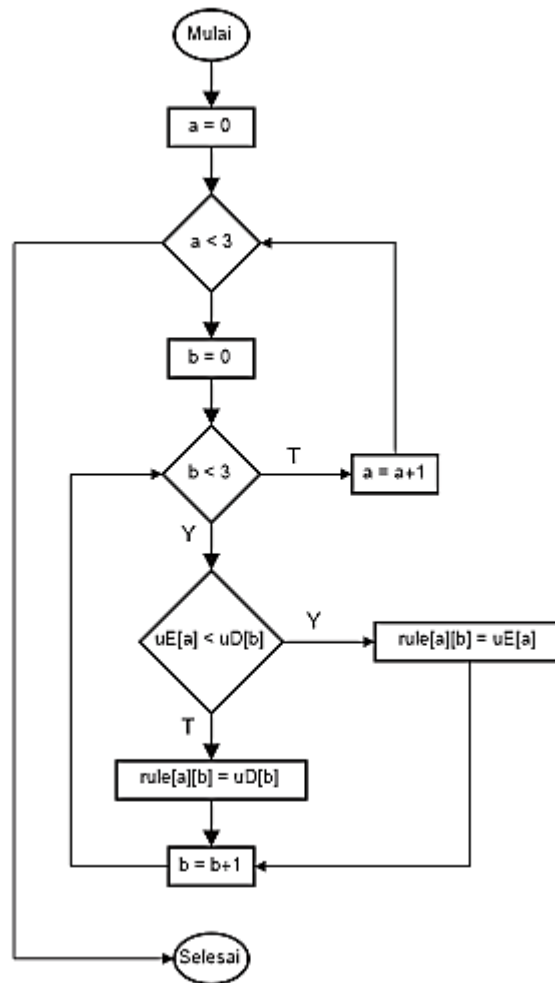 Mulai
a = 0
a < 3
b = 0
b < 3
T
a = a+1
Y
uE[a] < uD[b]
Y
rule[a][b] = uE[a]
T
rule[a][b] = uD[b]
b = b+1
Selesai